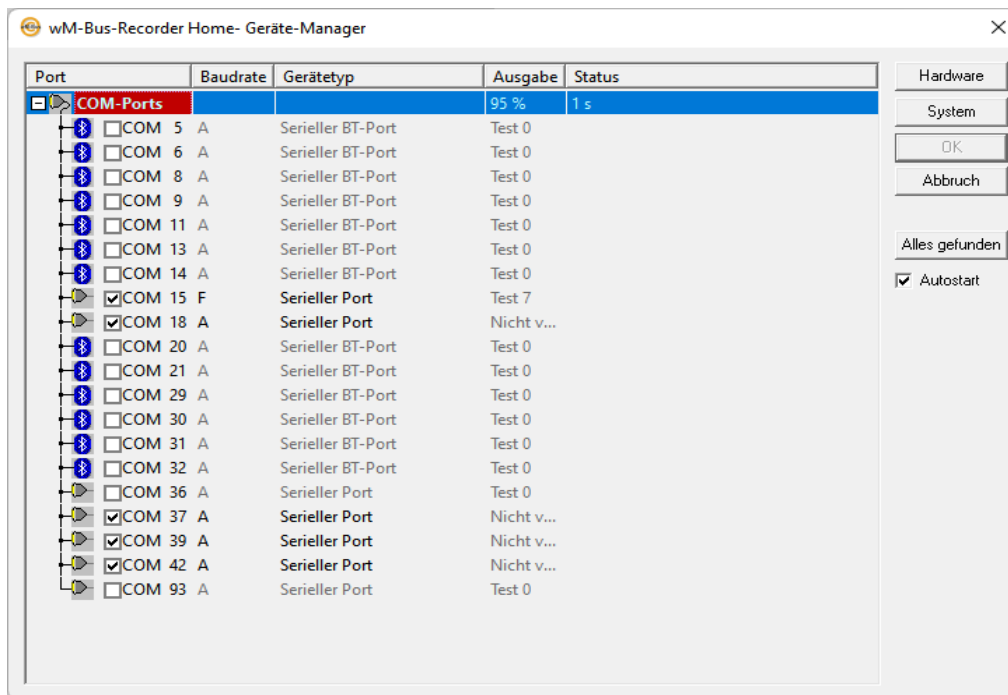 wM-Bus-Recorder Home- Geräte-Manager
Port Baudrate Gerätetyp Ausgabe Status
COM-Ports 95 % 1 s
COM 5 A Serieller BT-Port Test 0
COM 6 A Serieller BT-Port Test 0
COM 8 A Serieller BT-Port Test 0
COM 9 A Serieller BT-Port Test 0
COM 11 A Serieller BT-Port Test 0
COM 13 A Serieller BT-Port Test 0
COM 14 A Serieller BT-Port Test 0
COM 15 F Serieller Port Test 7
COM 18 A Serieller Port Nicht v...
COM 20 A Serieller BT-Port Test 0
COM 21 A Serieller BT-Port Test 0
COM 29 A Serieller BT-Port Test 0
COM 30 A Serieller BT-Port Test 0
COM 31 A Serieller BT-Port Test 0
COM 32 A Serieller BT-Port Test 0
COM 36 A Serieller Port Test 0
COM 37 A Serieller Port Nicht v...
COM 39 A Serieller Port Nicht v...
COM 42 A Serieller Port Nicht v...
COM 93 A Serieller Port Test 0
Hardware
System
OK
Abbruch
Alles gefunden
Autostart